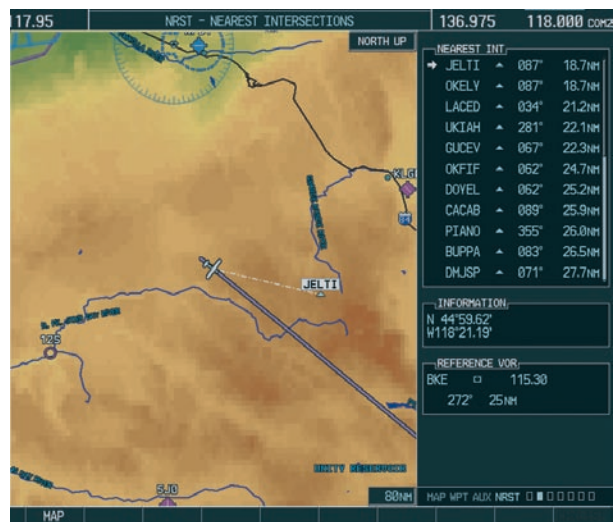 117.95 NRST - NEAREST INTERSECTIONS 136.975 118.000 COM2
NORTH UP
NEAREST INT
JELTI 087° 18.7NM
OKELY 087° 18.7NM
LACED 034° 21.2NM
UKIAH 281° 22.1NM
GUCEV 067° 22.3NM
OKFIF 062° 24.7NM
DOYEL 062° 25.2NM
CACAB 089° 25.9NM
PIANO 355° 26.0NM
BUPPA 083° 26.5NM
DMJSP 071° 27.7NM
KLG
JELTI
INFORMATION
N 44°59.62'
W118°21.19'
REFERENCE VOR
BKE 115.30
272° 25NM
UNITY RESERVOIR
5J0
80NM
MAP WPT AUX NRST
MAP